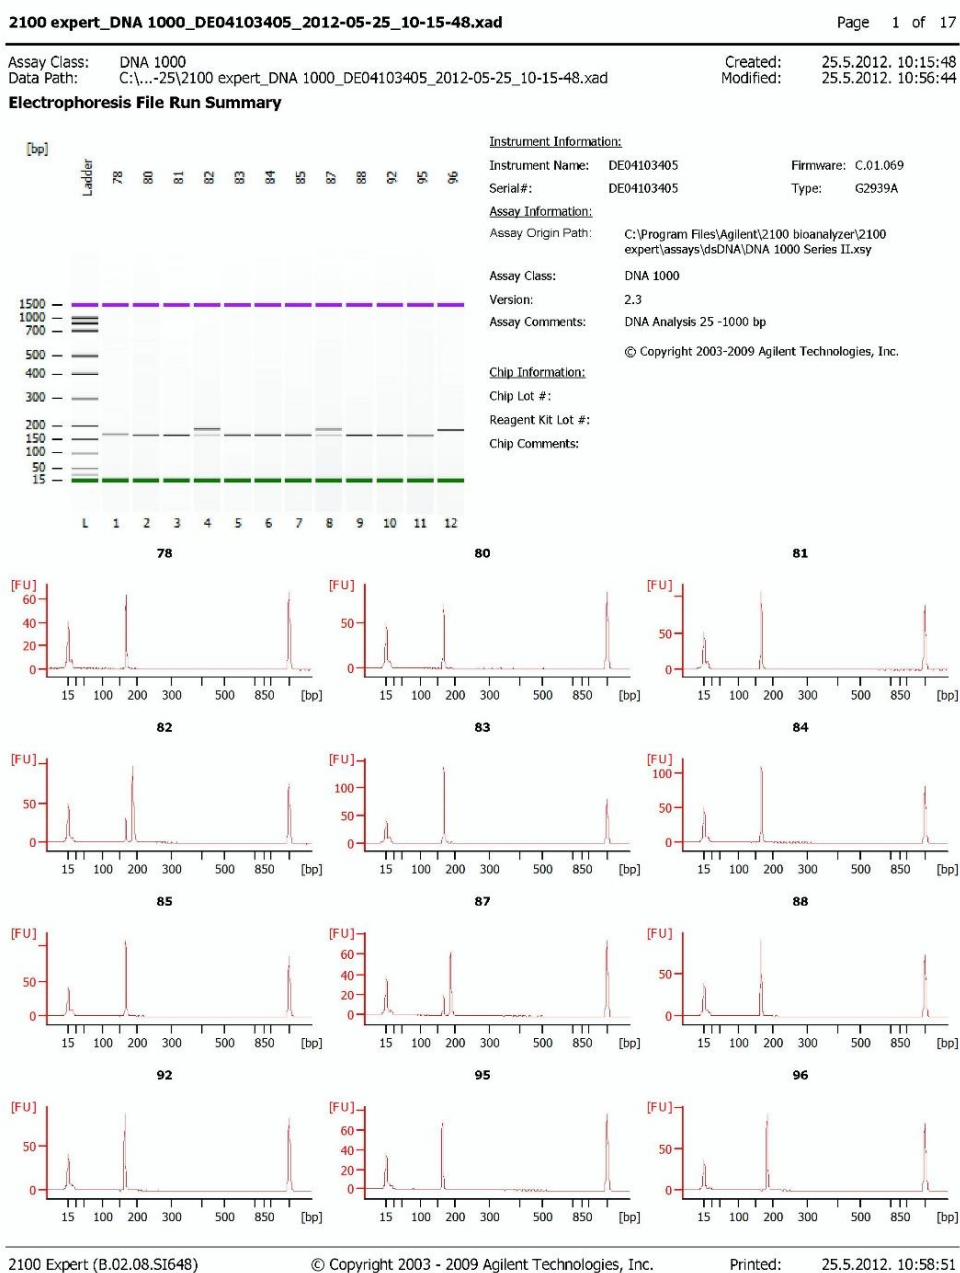 2100 expert_DNA 1000_DE04103405_2012-05-25_10-15-48.xad Page 1 of 17
Assay Class: DNA 1000 Created: 25.5.2012. 10:15:48
Data Path: C:\...-25\2100 expert_DNA 1000_DE04103405_2012-05-25_10-15-48.xad Modified: 25.5.2012. 10:56:44
Electrophoresis File Run Summary
[bp]
Ladder 78 80 81 82 83 84 85 87 88 92 95 96
1500
1000
700
500
400
300
200
150
100
50
15
L 1 2 3 4 5 6 7 8 9 10 11 12
Instrument Information:
Instrument Name: DE04103405 Firmware: C.01.069
Serial#: DE04103405 Type: G2939A
Assay Information:
Assay Origin Path: C:\Program Files\Agilent\2100 bioanalyzer\2100
expert\assays\dsDNA\DNA 1000 Series II.xsy
Assay Class: DNA 1000
Version: 2.3
Assay Comments: DNA Analysis 25 -1000 bp
© Copyright 2003-2009 Agilent Technologies, Inc.
Chip Information:
Chip Lot #:
Reagent Kit Lot #:
Chip Comments:
78 80 81
[FU] [FU] [FU]
60
40 50 50
20
0 0 0
15 100 200 300 500 850 [bp] 15 100 200 300 500 850 [bp] 15 100 200 300 500 850 [bp]
82 83 84
[FU] [FU] [FU]
100 100
50 50 50
0 0 0
15 100 200 300 500 850 [bp] 15 100 200 300 500 850 [bp] 15 100 200 300 500 850 [bp]
85 87 88
[FU] [FU] [FU]
60
50 40 50
20
0 0 0
15 100 200 300 500 850 [bp] 15 100 200 300 500 850 [bp] 15 100 200 300 500 850 [bp]
92 95 96
[FU] [FU] [FU]
60
50 40 50
20
0 0 0
15 100 200 300 500 850 [bp] 15 100 200 300 500 850 [bp] 15 100 200 300 500 850 [bp]
2100 Expert (B.02.08.SI648) © Copyright 2003 - 2009 Agilent Technologies, Inc. Printed: 25.5.2012. 10:58:51